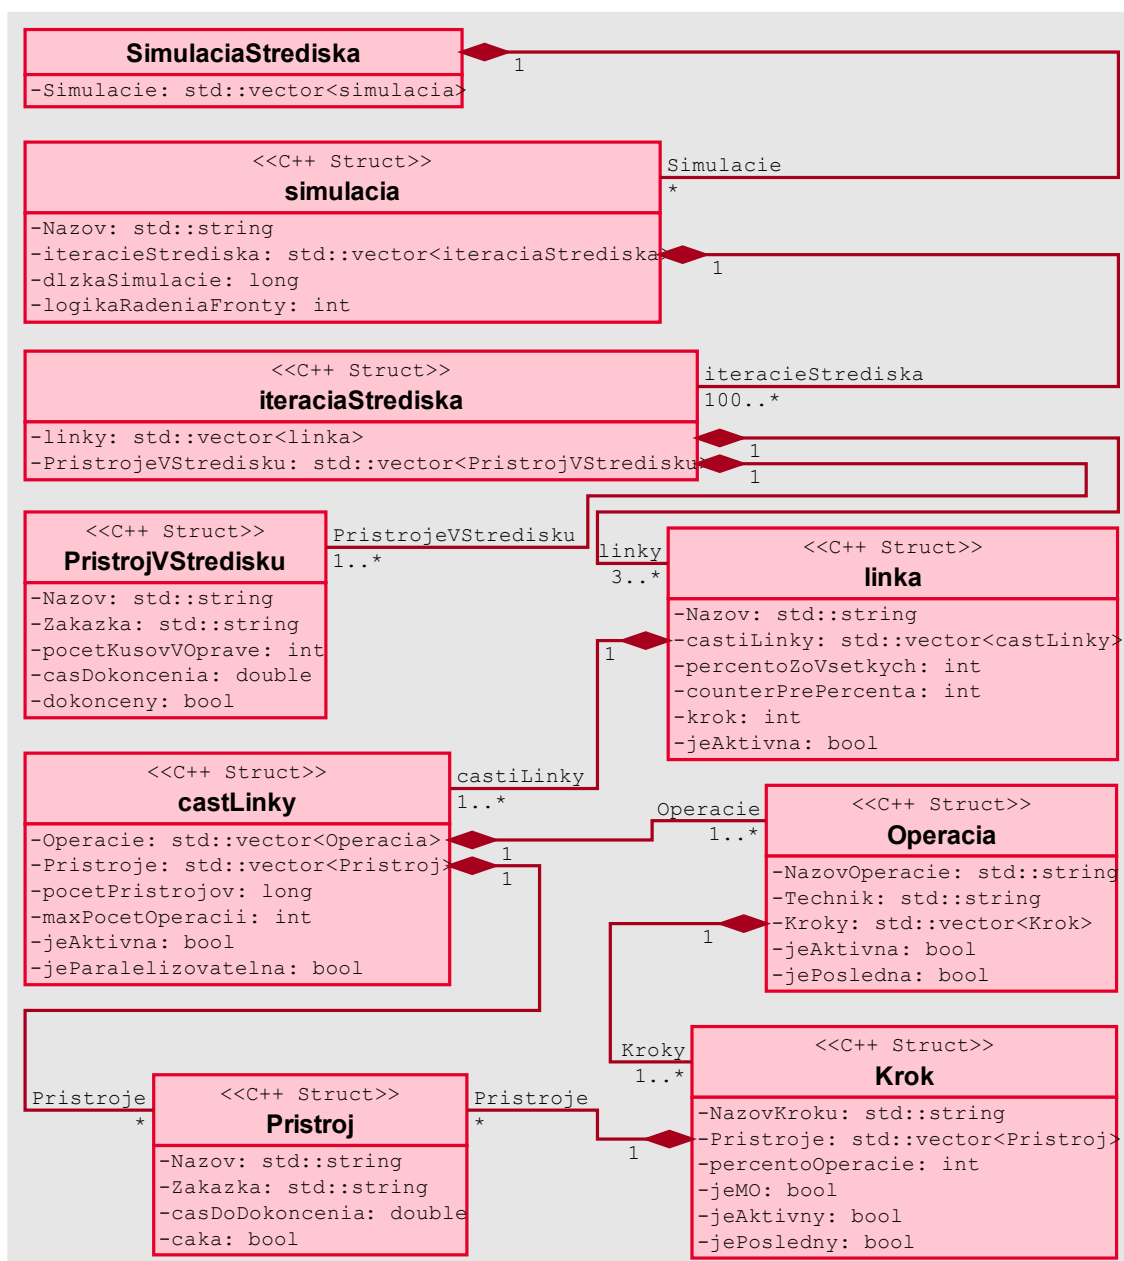 SimulaciaStrediska
-Simulacie: std::vector<simulacia>
1
<<C++ Struct>>
simulacia
-Nazov: std::string
-iteracieStrediska: std::vector<iteraciaStrediska>
-dlzkaSimulacie: long
-logikaRadeniaFronty: int
Simulacie
*
1
<<C++ Struct>>
iteraciaStrediska
-linky: std::vector<linka>
-PristrojeVStredisku: std::vector<PristrojVStredisku>
iteracieStrediska
100..*
1
1
<<C++ Struct>>
PristrojVStredisku
-Nazov: std::string
-Zakazka: std::string
-pocetKusovVOprave: int
-casDokoncenia: double
-dokonceny: bool
PristrojeVStredisku
1..*
linky
3..*
<<C++ Struct>>
linka
-Nazov: std::string
-castiLinky: std::vector<castLinky>
-percentoZoVsetkych: int
-counterPrePercenta: int
-krok: int
-jeAktivna: bool
1
<<C++ Struct>>
castLinky
-Operacie: std::vector<Operacia>
-Pristroje: std::vector<Pristroj>
-pocetPristrojov: long
-maxPocetOperacii: int
-jeAktivna: bool
-jeParalelizovatelna: bool
castiLinky
1..*
1
1
Operacie
1..*
<<C++ Struct>>
Operacia
-NazovOperacie: std::string
-Technik: std::string
-Kroky: std::vector<Krok>
-jeAktivna: bool
-jePosledna: bool
1
Kroky
1..*
<<C++ Struct>>
Krok
-NazovKroku: std::string
-Pristroje: std::vector<Pristroj>
-percentoOperacie: int
-jeMO: bool
-jeAktivny: bool
-jePosledny: bool
Pristroje
*
<<C++ Struct>>
Pristroj
-Nazov: std::string
-Zakazka: std::string
-casDoDokoncenia: double
-caka: bool
Pristroje
*
1